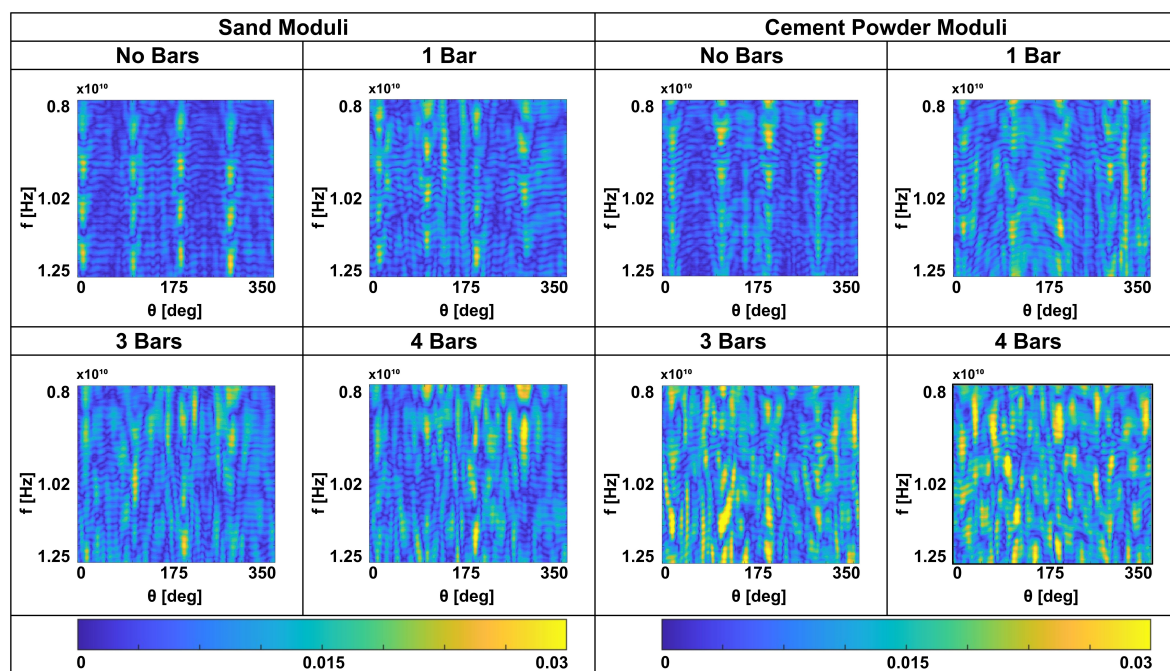 Sand Moduli Cement Powder Moduli
No Bars 1 Bar No Bars 1 Bar
x10¹⁰ x10¹⁰ x10¹⁰ x10¹⁰
0.8 0.8 0.8 0.8
1.02 1.02 1.02 1.02
f [Hz] f [Hz] f [Hz] f [Hz]
1.25 1.25 1.25 1.25
0 175 350 0 175 350 0 175 350 0 175 350
θ [deg] θ [deg] θ [deg] θ [deg]
3 Bars 4 Bars 3 Bars 4 Bars
x10¹⁰ x10¹⁰ x10¹⁰ x10¹⁰
0.8 0.8 0.8 0.8
1.02 1.02 1.02 1.02
f [Hz] f [Hz] f [Hz] f [Hz]
1.25 1.25 1.25 1.25
0 175 350 0 175 350 0 175 350 0 175 350
θ [deg] θ [deg] θ [deg] θ [deg]
0 0.015 0.03 0 0.015 0.03